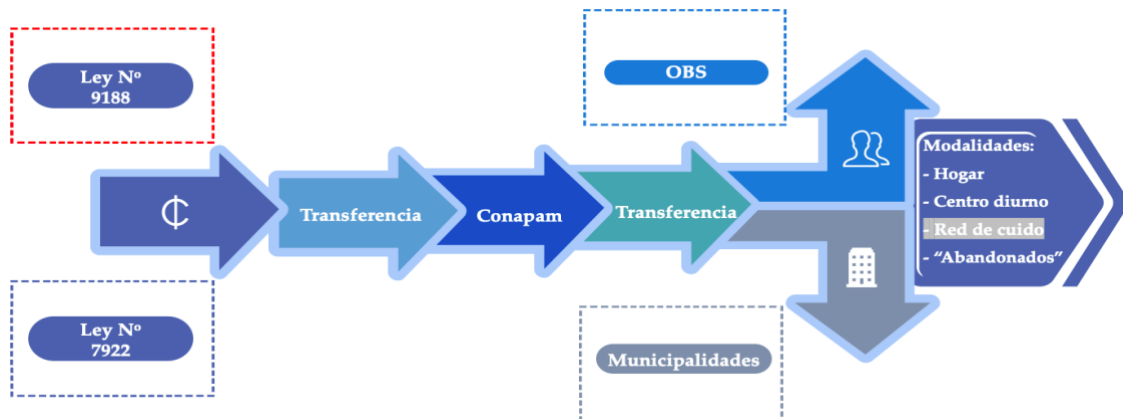 Ley Nº
9188
OBS
₡
Transferencia
Conapam
Transferencia
Modalidades:
- Hogar
- Centro diurno
- Red de cuido
- “Abandonados”
Ley Nº
7922
Municipalidades